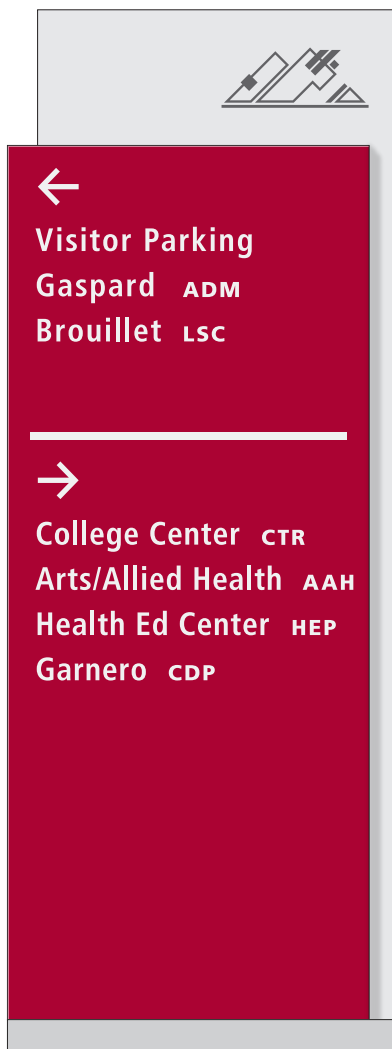 ←
Visitor Parking
Gaspard ADM
Brouillet LSC
→
College Center CTR
Arts/Allied Health AAH
Health Ed Center HEP
Garnero CDP